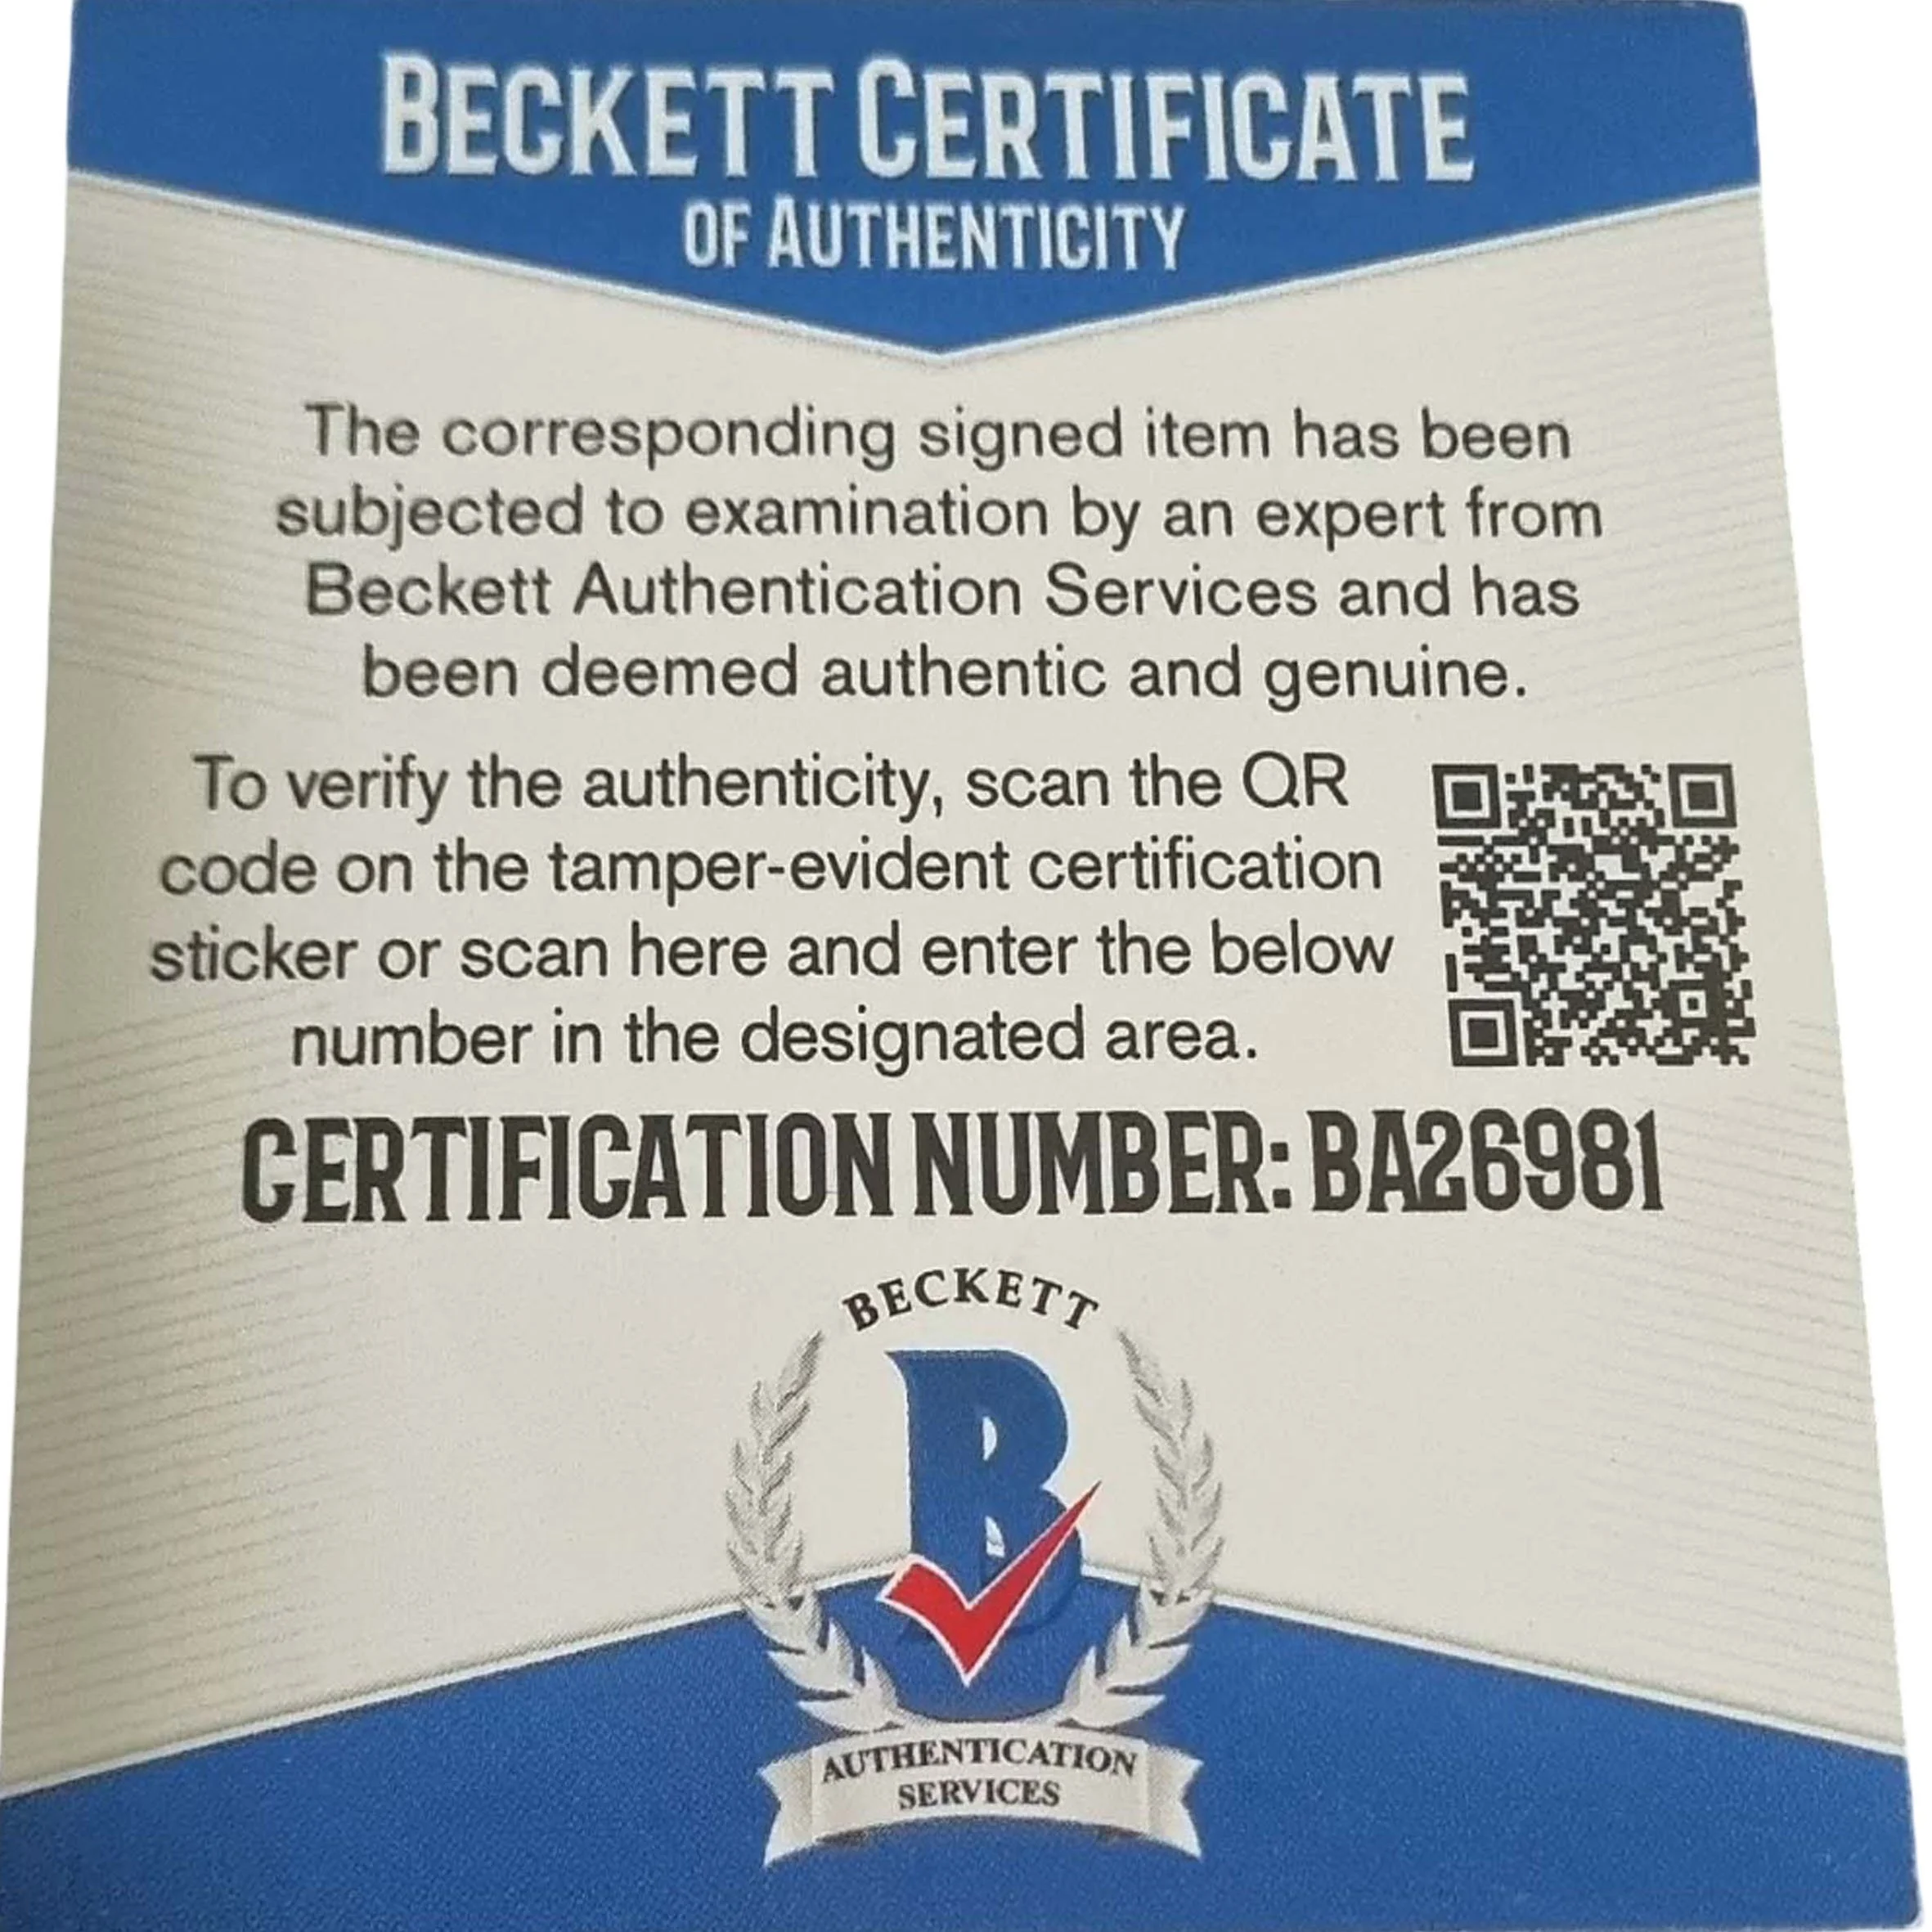 BECKETT CERTIFICATE
OF AUTHENTICITY
The corresponding signed item has been
subjected to examination by an expert from
Beckett Authentication Services and has
been deemed authentic and genuine.
To verify the authenticity, scan the QR
code on the tamper-evident certification
sticker or scan here and enter the below
number in the designated area.
CERTIFICATION NUMBER: BA26981
BECKETT
B
AUTHENTICATION
SERVICES